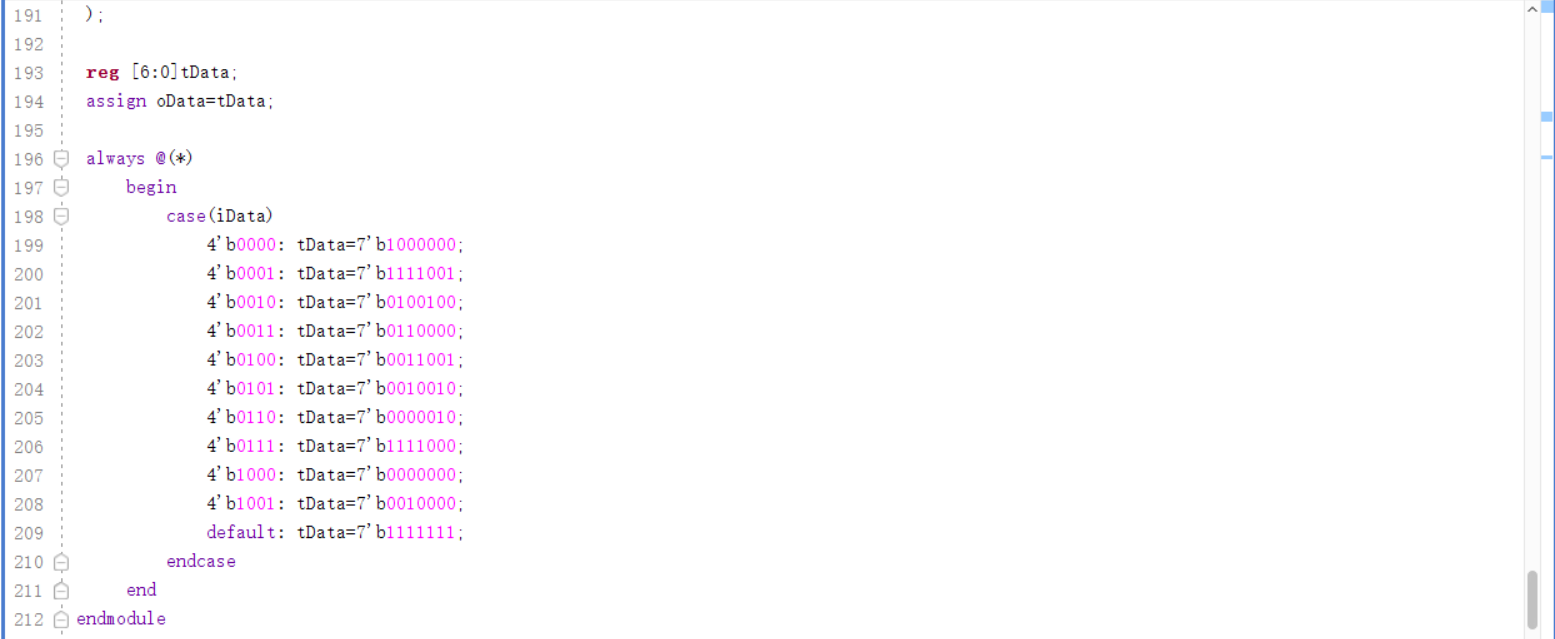 191 );
192
193 reg [6:0]tData;
194 assign oData=tData;
195
196 always @(*)
197 begin
198 case(iData)
199 4'b0000: tData=7'b1000000;
200 4'b0001: tData=7'b1111001;
201 4'b0010: tData=7'b0100100;
202 4'b0011: tData=7'b0110000;
203 4'b0100: tData=7'b0011001;
204 4'b0101: tData=7'b0010010;
205 4'b0110: tData=7'b0000010;
206 4'b0111: tData=7'b1111000;
207 4'b1000: tData=7'b0000000;
208 4'b1001: tData=7'b0010000;
209 default: tData=7'b1111111;
210 endcase
211 end
212 endmodule